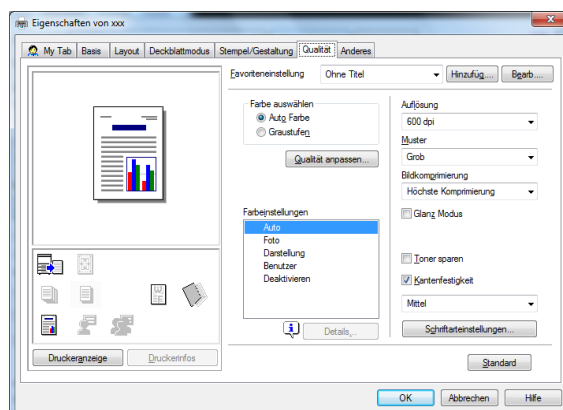 Eigenschaften von xxx
My Tab Basis Layout Deckblattmodus Stempel/Gestaltung Qualität Anderes
Favoriteneinstellung Ohne Titel Hinzufüg.... Bearb....
Farbe auswählen
Auto Farbe
Graustufen
Qualität anpassen...
Auflösung
600 dpi
Muster
Grob
Bildkomprimierung
Höchste Komprimierung
Glanz Modus
Farbeinstellungen
Auto
Foto
Darstellung
Benutzer
Deaktivieren
Details...
Toner sparen
Kantenfestigkeit
Mittel
Schriftarteinstellungen...
Druckeranzeige Druckerinfos
Standard
OK Abbrechen Hilfe